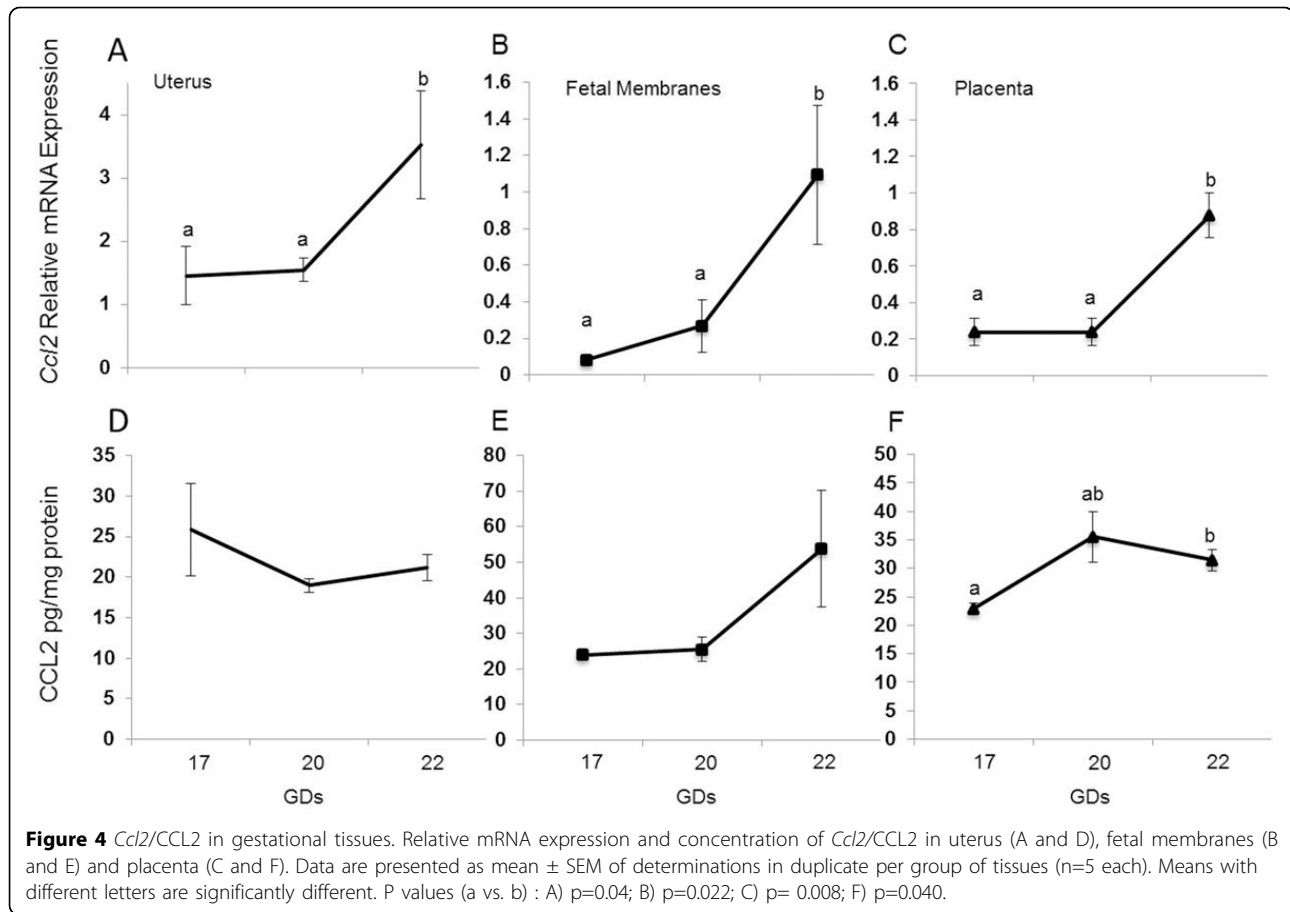 A
Uterus
b
4
3
2
1
0
a
a
Ccl2 Relative mRNA Expression
B
Fetal Membranes
b
1.6
1.4
1.2
1
0.8
0.6
0.4
0.2
0
a
a
C
Placenta
b
1.6
1.4
1.2
1
0.8
0.6
0.4
0.2
0
a
a
D
35
30
25
20
15
10
5
0
CCL2 pg/mg protein
17
20
22
GDs
E
80
70
60
50
40
30
20
10
0
17
20
22
GDs
F
50
45
40
35
30
25
20
15
10
5
0
a
ab
b
17
20
22
GDs
Figure 4 Ccl2/CCL2 in gestational tissues. Relative mRNA expression and concentration of Ccl2/CCL2 in uterus (A and D), fetal membranes (B
and E) and placenta (C and F). Data are presented as mean ± SEM of determinations in duplicate per group of tissues (n=5 each). Means with
different letters are significantly different. P values (a vs. b) : A) p=0.04; B) p=0.022; C) p= 0.008; F) p=0.040.